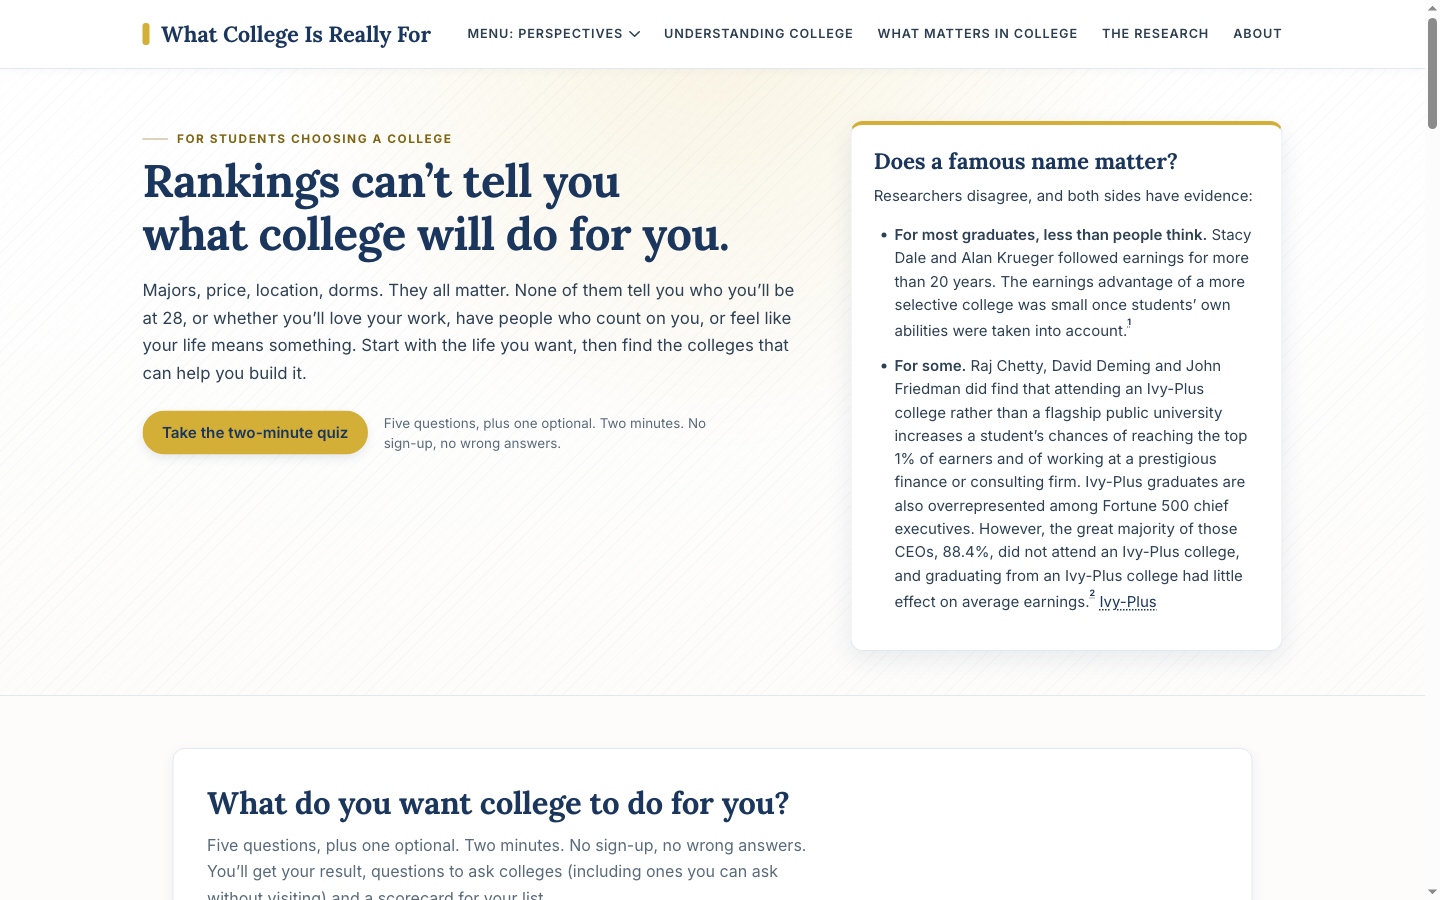 What College Is Really For
MENU: PERSPECTIVES
UNDERSTANDING COLLEGE
WHAT MATTERS IN COLLEGE
THE RESEARCH
ABOUT
FOR STUDENTS CHOOSING A COLLEGE
Rankings can’t tell you
what college will do for you.
Majors, price, location, dorms. They all matter. None of them tell you who you’ll be
at 28, or whether you’ll love your work, have people who count on you, or feel like
your life means something. Start with the life you want, then find the colleges that
can help you build it.
Take the two-minute quiz
Five questions, plus one optional. Two minutes. No
sign-up, no wrong answers.
Does a famous name matter?
Researchers disagree, and both sides have evidence:
• For most graduates, less than people think. Stacy
Dale and Alan Krueger followed earnings for more
than 20 years. The earnings advantage of a more
selective college was small once students’ own
abilities were taken into account.1
• For some. Raj Chetty, David Deming and John
Friedman did find that attending an Ivy-Plus
college rather than a flagship public university
increases a student’s chances of reaching the top
1% of earners and of working at a prestigious
finance or consulting firm. Ivy-Plus graduates are
also overrepresented among Fortune 500 chief
executives. However, the great majority of those
CEOs, 88.4%, did not attend an Ivy-Plus college,
and graduating from an Ivy-Plus college had little
effect on average earnings.2 Ivy-Plus
What do you want college to do for you?
Five questions, plus one optional. Two minutes. No sign-up, no wrong answers.
You’ll get your result, questions to ask colleges (including ones you can ask
without visiting) and a scorecard for your list.